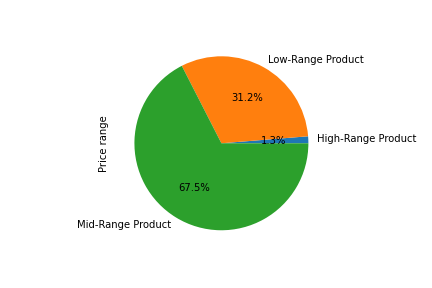 Low-Range Product
31.2%
High-Range Product
1.3%
Price range
67.5%
Mid-Range Product